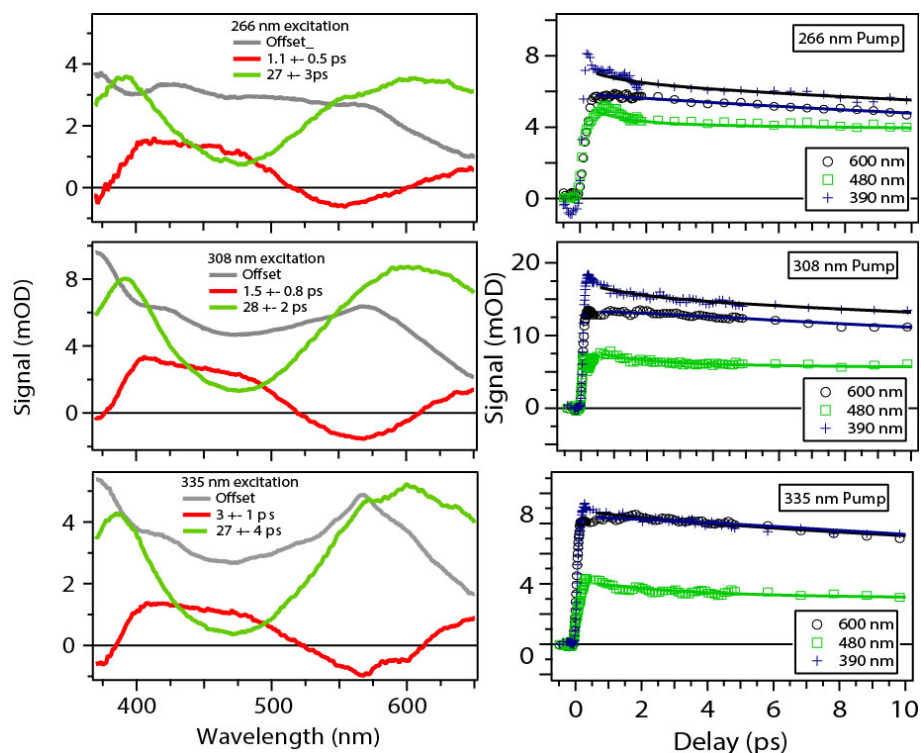 266 nm excitation
Offset_
1.1 +- 0.5 ps
27 +- 3ps
4
2
0
266 nm Pump
8
4
0
600 nm
480 nm
390 nm
308 nm excitation
Offset
1.5 +- 0.8 ps
28 +- 2 ps
8
4
0
Signal (mOD)
308 nm Pump
20
15
10
5
0
Signal (mOD)
600 nm
480 nm
390 nm
335 nm excitation
Offset
3 +- 1 ps
27 +- 4 ps
4
2
0
400
500
600
Wavelength (nm)
335 nm Pump
8
4
0
600 nm
480 nm
390 nm
0
2
4
6
8
10
Delay (ps)